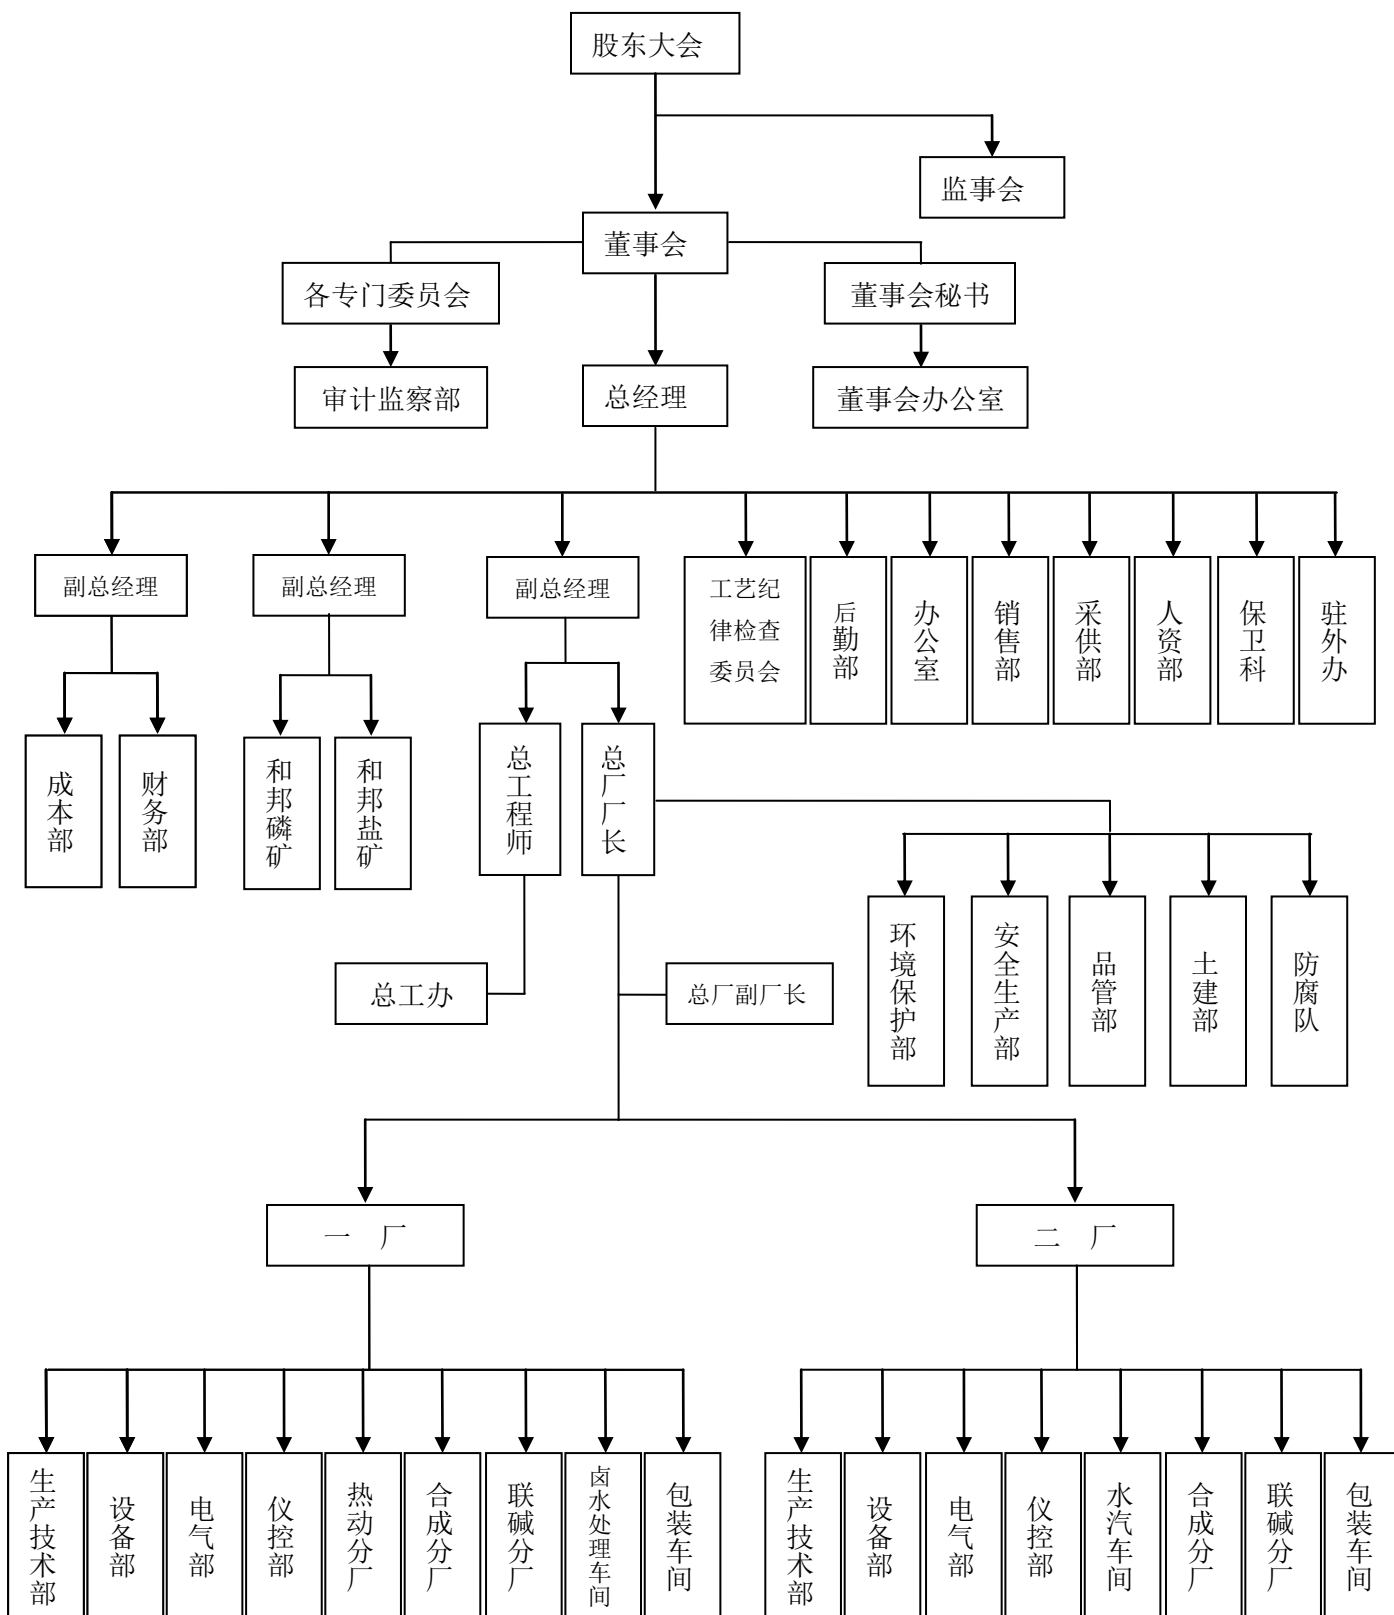 股东大会
监事会
董事会
各专门委员会
董事会秘书
审计监察部
总经理
董事会办公室
副总经理
副总经理
副总经理
工艺纪
律检查
委员会
后勤部
办公室
销售部
采供部
人资部
保卫科
驻外办
成本部
财务部
和邦磷矿
和邦盐矿
总工程师
总厂厂长
环境保护部
安全生产部
品管部
土建部
防腐队
总工办
总厂副厂长
一 厂
二 厂
生产技术部
设备部
电气部
仪控部
热动分厂
合成分厂
联碱分厂
卤水处理车间
包装车间
生产技术部
设备部
电气部
仪控部
水汽车间
合成分厂
联碱分厂
包装车间